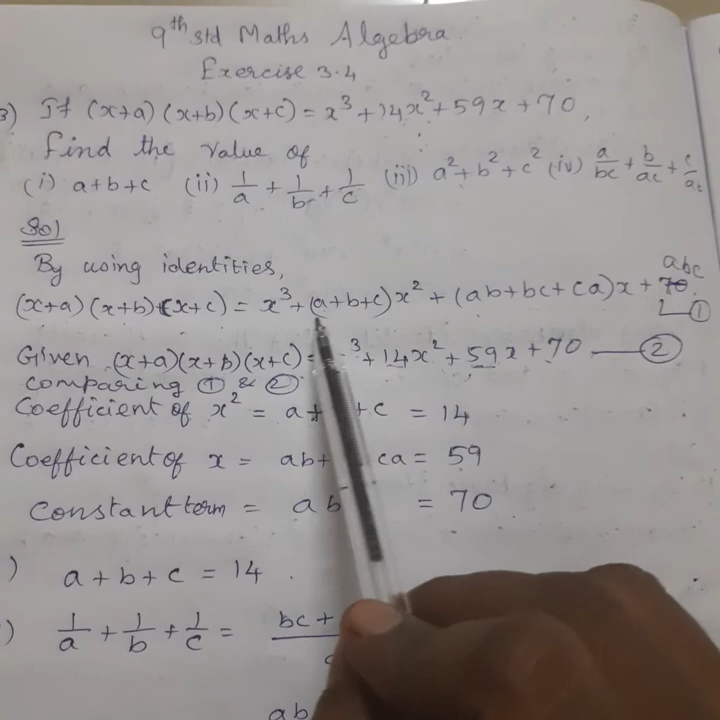 9th std Maths Algebra
Exercise 3.4
3) If (x+a)(x+b)(x+c) = x³+14x²+59x+70,
find the value of
(i) a+b+c (ii) 1/a + 1/b + 1/c (iii) a²+b²+c² (iv) a/bc + b/ac + c/
Sol
By using identities,
abc
(x+a)(x+b)(x+c) = x³+(a+b+c)x² + (ab+bc+ca)x + 70 ①
Given (x+a)(x+b)(x+c) = ³+14x²+59x+70 ②
comparing ① & ②
Coefficient of x² = a+ +c = 14
Coefficient of x = ab+ ca = 59
Constant term = ab = 70
) a+b+c = 14.
) 1/a + 1/b + 1/c = bc+
ab